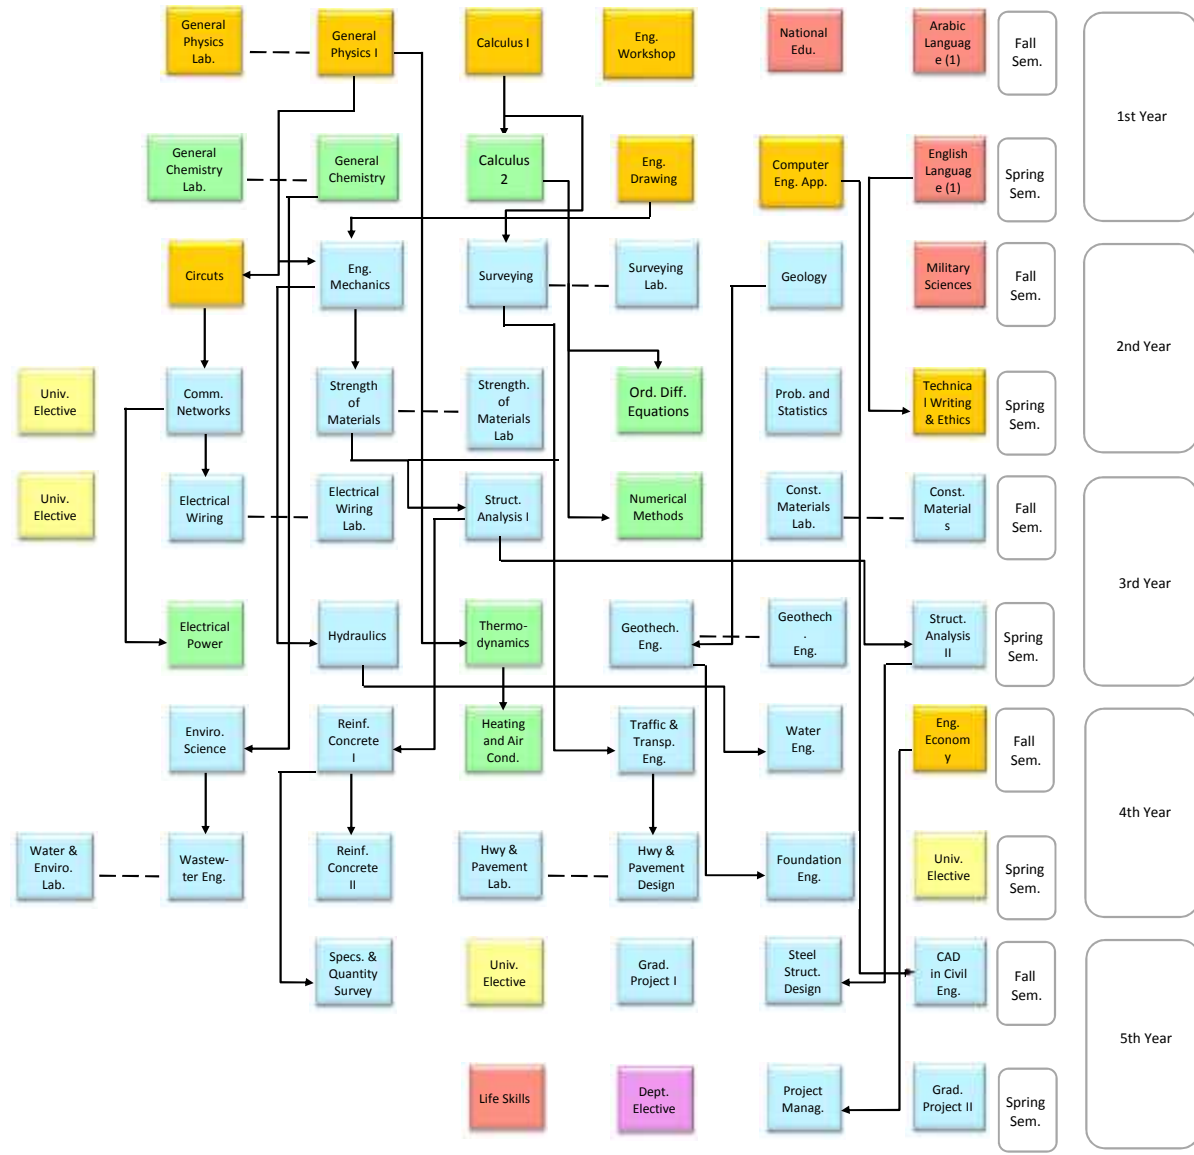 General
Physics
Lab.
General
Physics I
Calculus I
Eng.
Workshop
National
Edu.
Arabic
Languag
e (1)
Fall
Sem.
1st Year
General
Chemistry
Lab.
General
Chemistry
Calculus
2
Eng.
Drawing
Computer
Eng. App.
English
Languag
e (1)
Spring
Sem.
Circuts
Eng.
Mechanics
Surveying
Surveying
Lab.
Geology
Military
Sciences
Fall
Sem.
2nd Year
Univ.
Elective
Comm.
Networks
Strength
of
Materials
Strength.
of
Materials
Lab
Ord. Diff.
Equations
Prob. and
Statistics
Technica
l Writing
& Ethics
Spring
Sem.
Univ.
Elective
Electrical
Wiring
Electrical
Wiring
Lab.
Struct.
Analysis I
Numerical
Methods
Const.
Materials
Lab.
Const.
Material
s
Fall
Sem.
3rd Year
Electrical
Power
Hydraulics
Thermo-
dynamics
Geothech.
Eng.
Geothech
.
Eng.
Struct.
Analysis
II
Spring
Sem.
Enviro.
Science
Reinf.
Concrete
I
Heating
and Air
Cond.
Traffic &
Transp.
Eng.
Water
Eng.
Eng.
Econom
y
Fall
Sem.
4th Year
Water &
Enviro.
Lab.
Wastew-
ter Eng.
Reinf.
Concrete
II
Hwy &
Pavement
Lab.
Hwy &
Pavement
Design
Foundation
Eng.
Univ.
Elective
Spring
Sem.
Specs. &
Quantity
Survey
Univ.
Elective
Grad.
Project I
Steel
Struct.
Design
CAD
in Civil
Eng.
Fall
Sem.
5th Year
Life Skills
Dept.
Elective
Project
Manag.
Grad.
Project II
Spring
Sem.